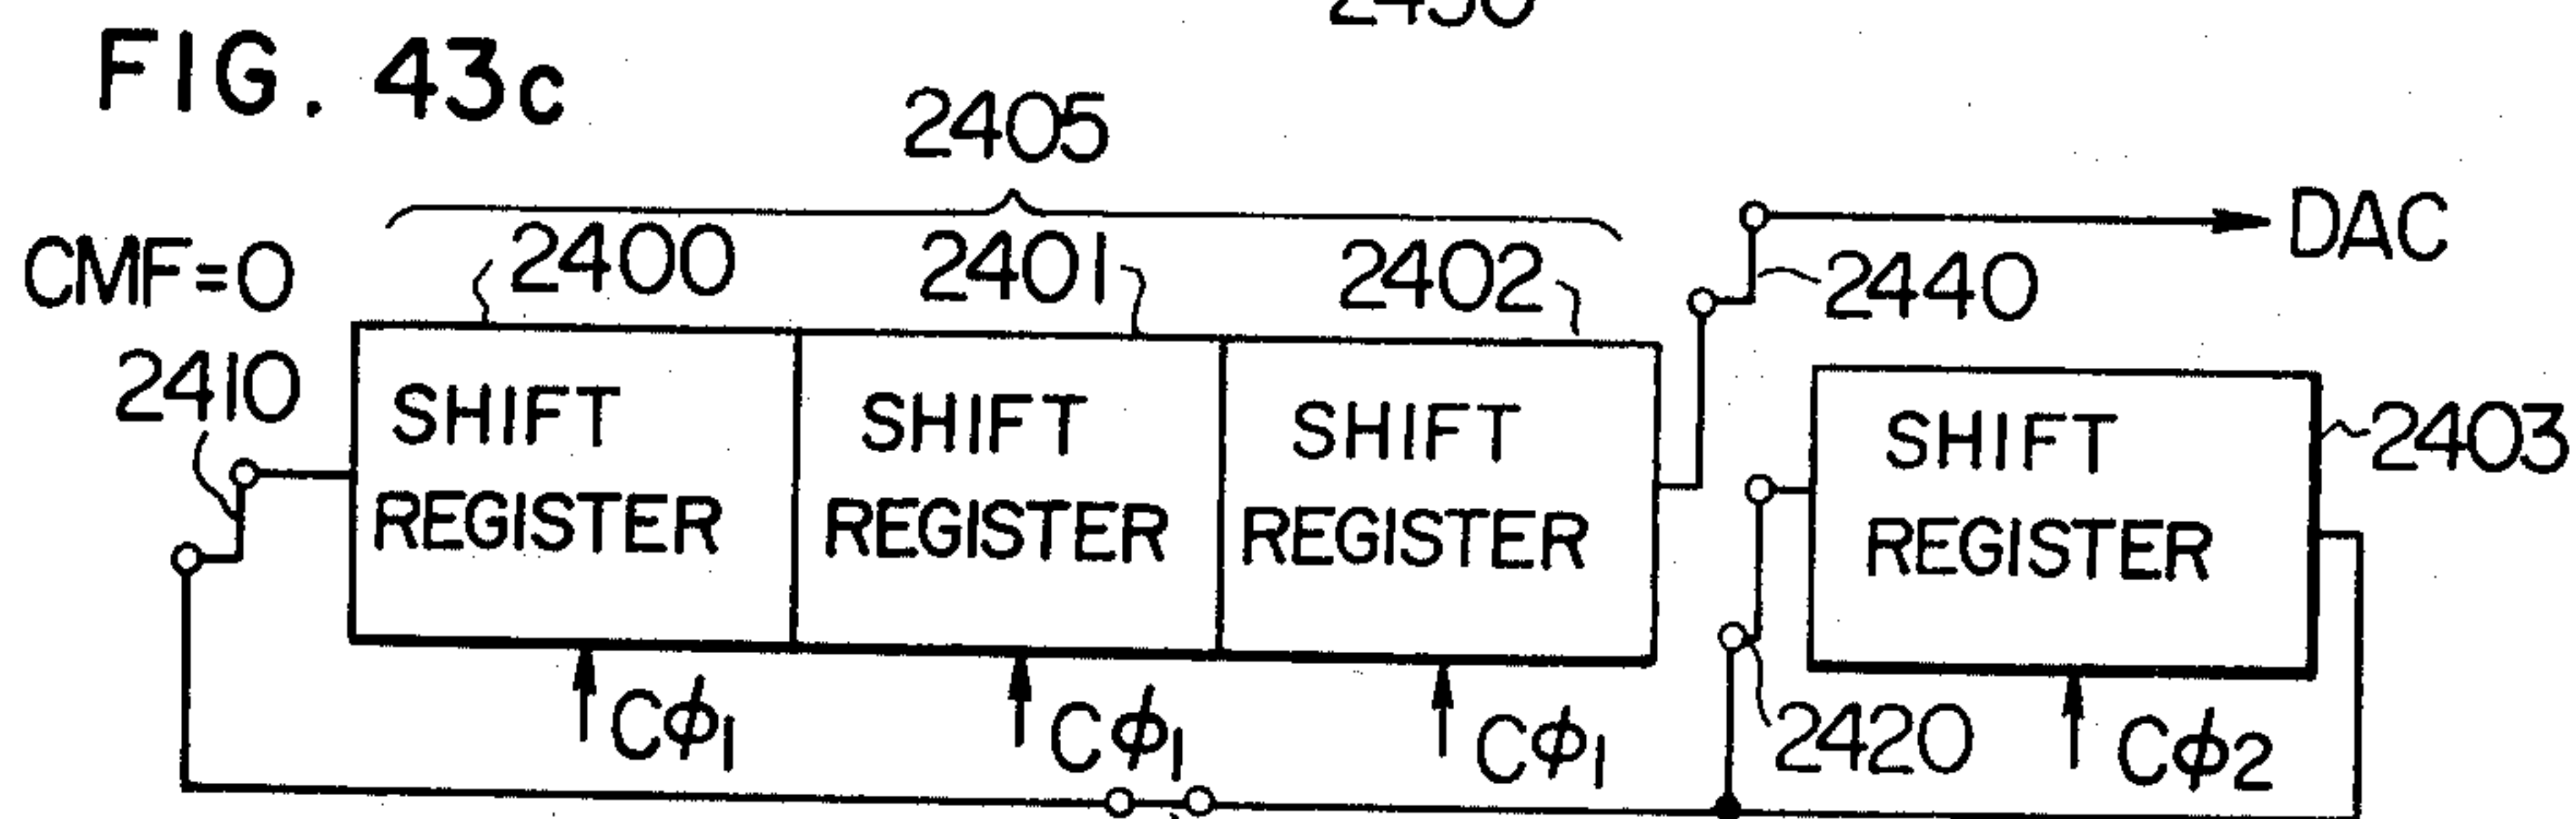 2430
FIG. 43c
2405
DAC
CMF=0
2400
2401
2402
2440
2410
SHIFT REGISTER
SHIFT REGISTER
SHIFT REGISTER
SHIFT REGISTER
2403
Cϕ1
Cϕ1
Cϕ1
2420
Cϕ2